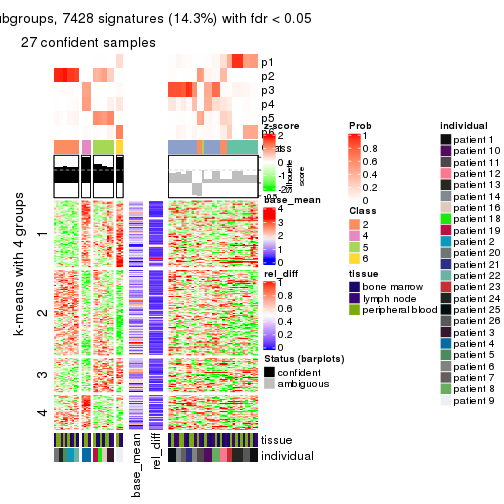 ubgroups, 7428 signatures (14.3%) with fdr < 0.05
27 confident samples
p1
p2
p3
p4
p5
Silhouette
score
k-means with 4 groups
1
2
3
4
tissue
individual
base_mean
rel_diff
z-score
2
base_mean
4
3
2
1
0
rel_diff
1
0.8
0.6
0.4
0.2
0
Status (barplots)
confident
ambiguous
Prob
1
0.8
0.6
0.4
0.2
0
Class
2
4
5
6
tissue
bone marrow
lymph node
peripheral blood
individual
patient 1
patient 10
patient 11
patient 12
patient 13
patient 14
patient 16
patient 18
patient 19
patient 2
patient 20
patient 21
patient 22
patient 23
patient 24
patient 25
patient 26
patient 3
patient 4
patient 5
patient 6
patient 7
patient 8
patient 9